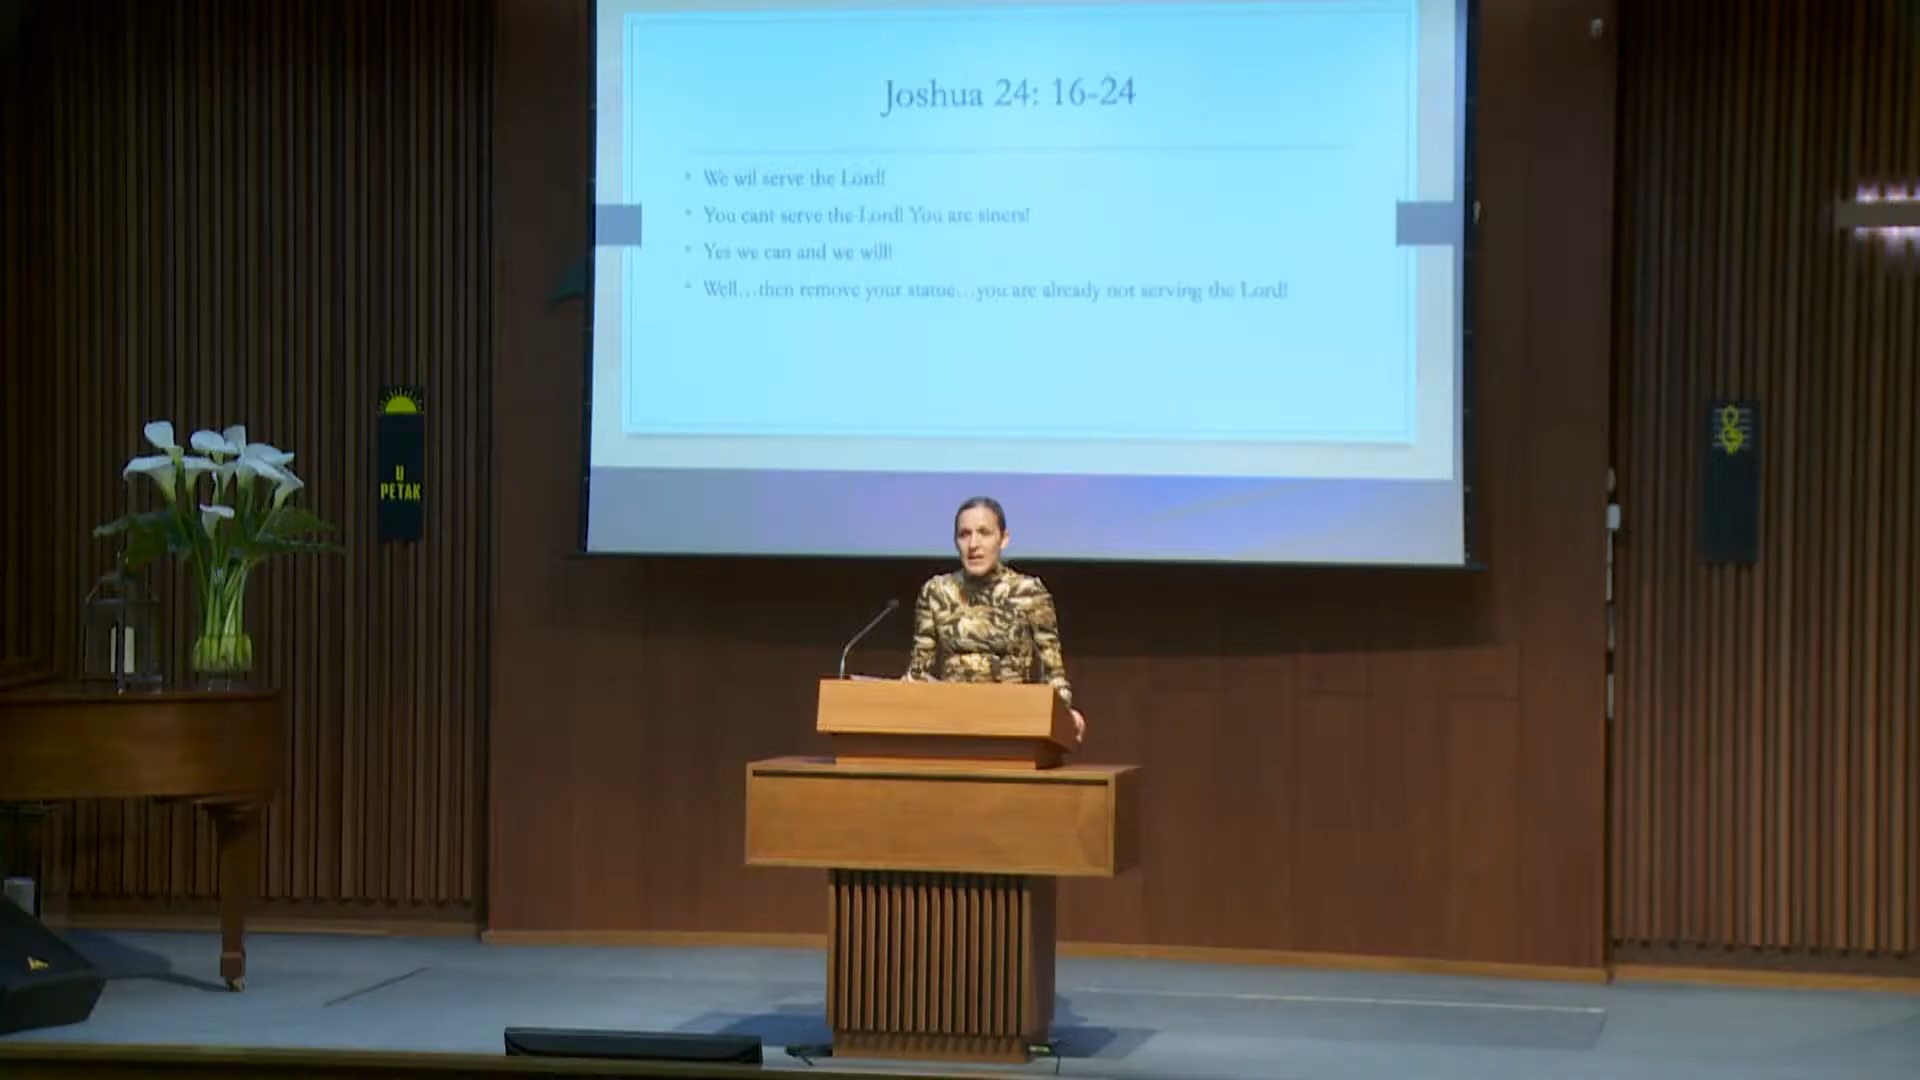 Joshua 24: 16-24
We wil serve the Lord!
You cant serve the Lord! You are siners!
Yes we can and we will!
Well...then remove your statue...you are already not serving the Lord!
U
PETAK